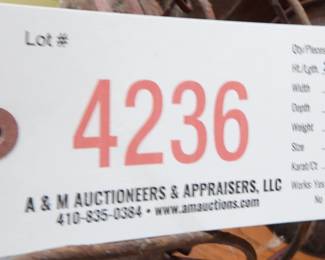 Lot #
4236
A & M AUCTIONEERS & APPRAISERS, LLC
410-835-0384 • www.amauctions.com
Qty/Pieces
Ht./Lgth.
Width
Depth
Weight
Size
Karat/Ct
Works Yes
No